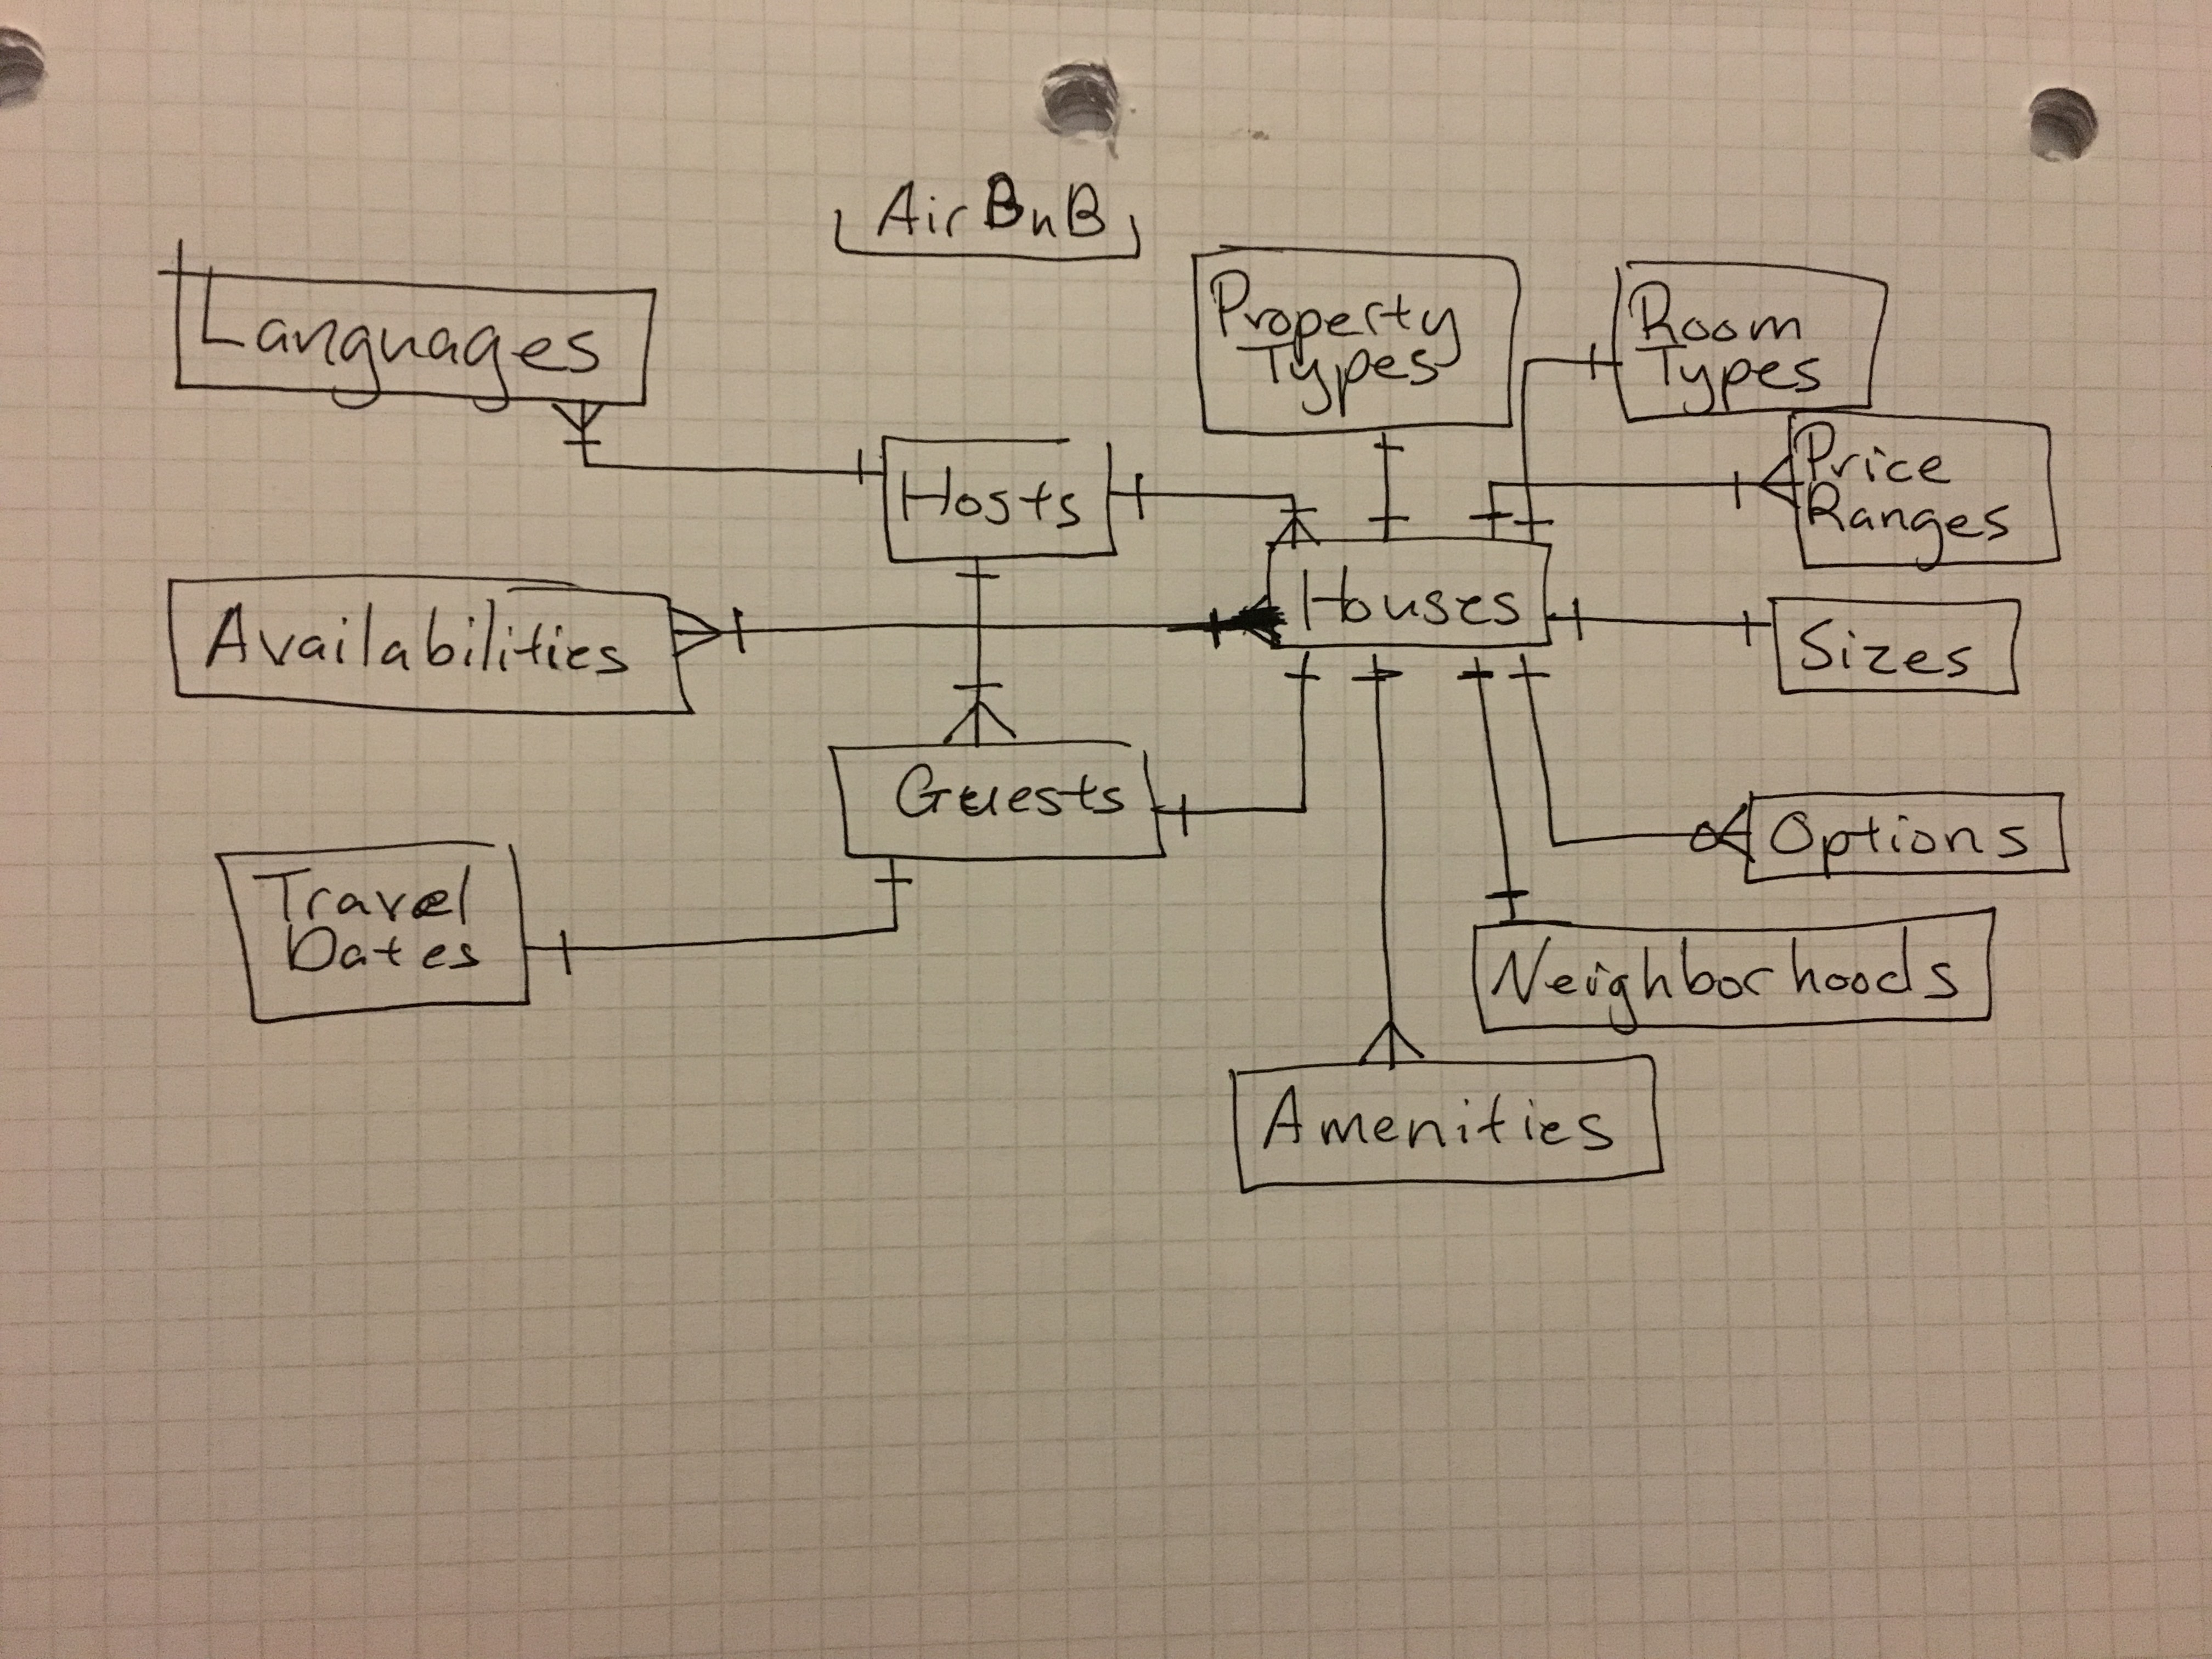 AirBnB
Languages
Property
Types
Room
Types
Hosts
Price
Ranges
Houses
Availabilities
Sizes
Guests
Options
Travel
Dates
Neighborhoods
Amenities